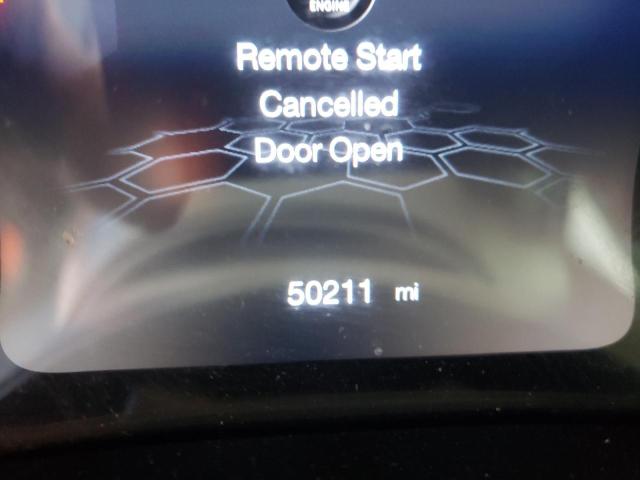 ENGINE
Remote Start
Cancelled
Door Open
50211 mi